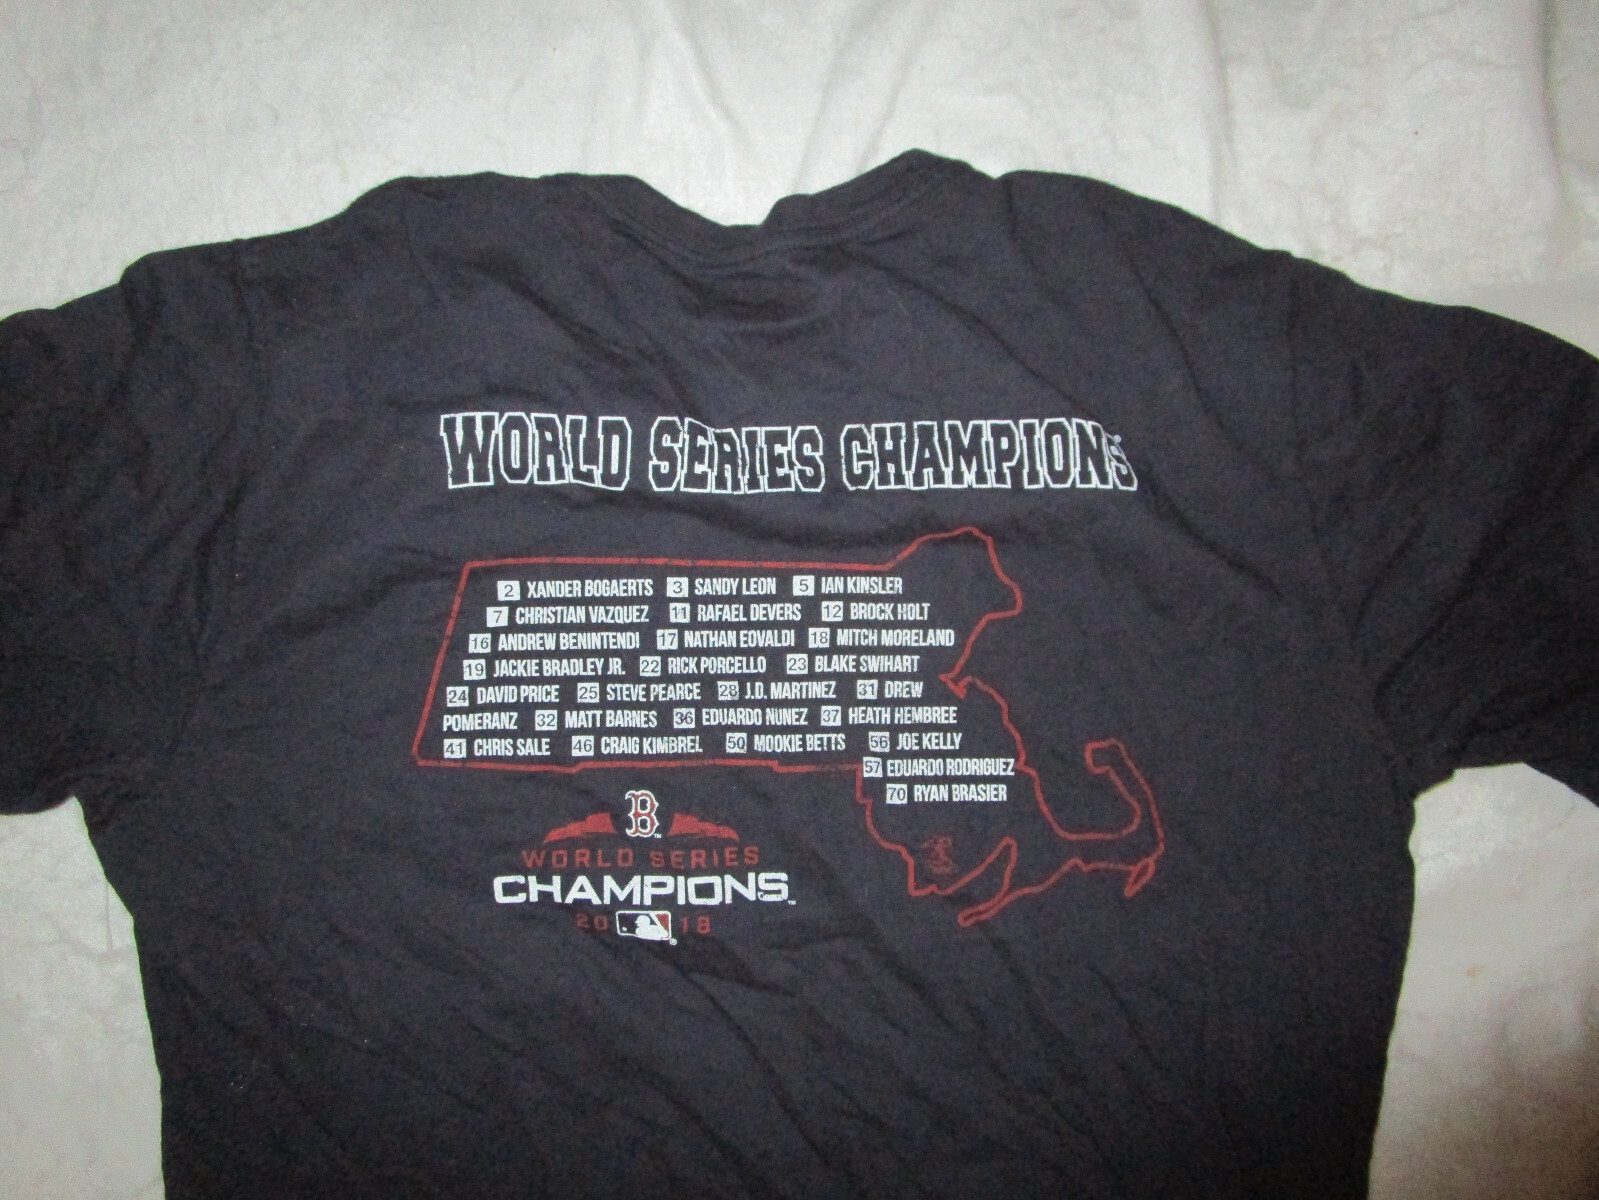 WORLD SERIES CHAMPIONS
2 XANDER BOGAERTS 3 SANDY LEON 5 IAN KINSLER
7 CHRISTIAN VAZQUEZ 11 RAFAEL DEVERS 12 BROCK HOLT
16 ANDREW BENINTENDI 17 NATHAN EOVALDI 18 MITCH MORELAND
19 JACKIE BRADLEY JR. 22 RICK PORCELLO 23 BLAKE SWIHART
24 DAVID PRICE 25 STEVE PEARCE 28 J.D. MARTINEZ 31 DREW
POMERANZ 32 MATT BARNES 36 EDUARDO NUNEZ 37 HEATH HEMBREE
41 CHRIS SALE 46 CRAIG KIMBREL 50 MOOKIE BETTS 56 JOE KELLY
57 EDUARDO RODRIGUEZ
70 RYAN BRASIER
B™
WORLD SERIES
CHAMPIONS™
20 18®